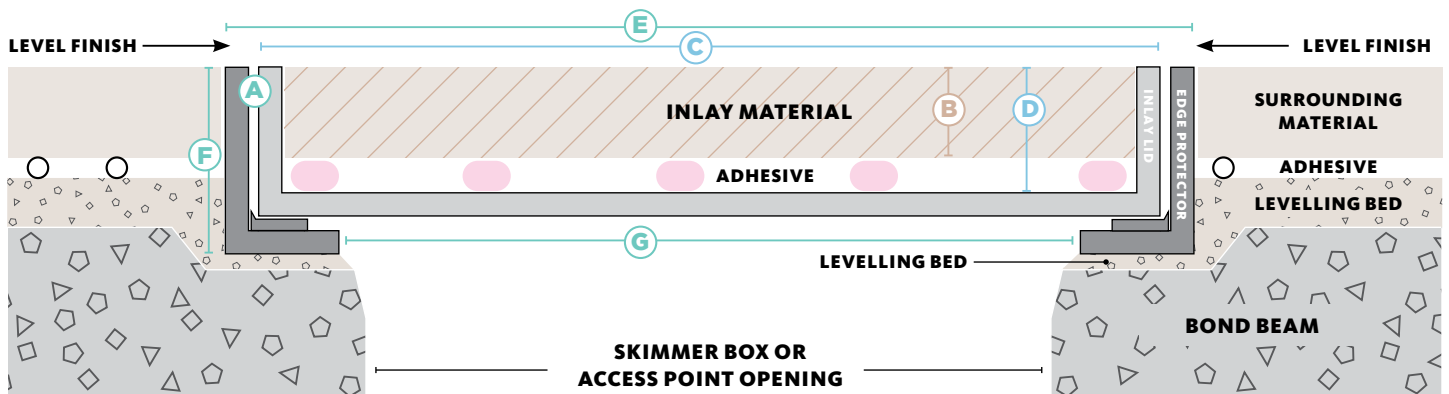 E
LEVEL FINISH
C
LEVEL FINISH
A
B
D
INLAY MATERIAL
INLAY LID
EDGE PROTECTOR
SURROUNDING
MATERIAL
F
ADHESIVE
ADHESIVE
LEVELLING BED
G
LEVELLING BED
BOND BEAM
SKIMMER BOX OR
ACCESS POINT OPENING